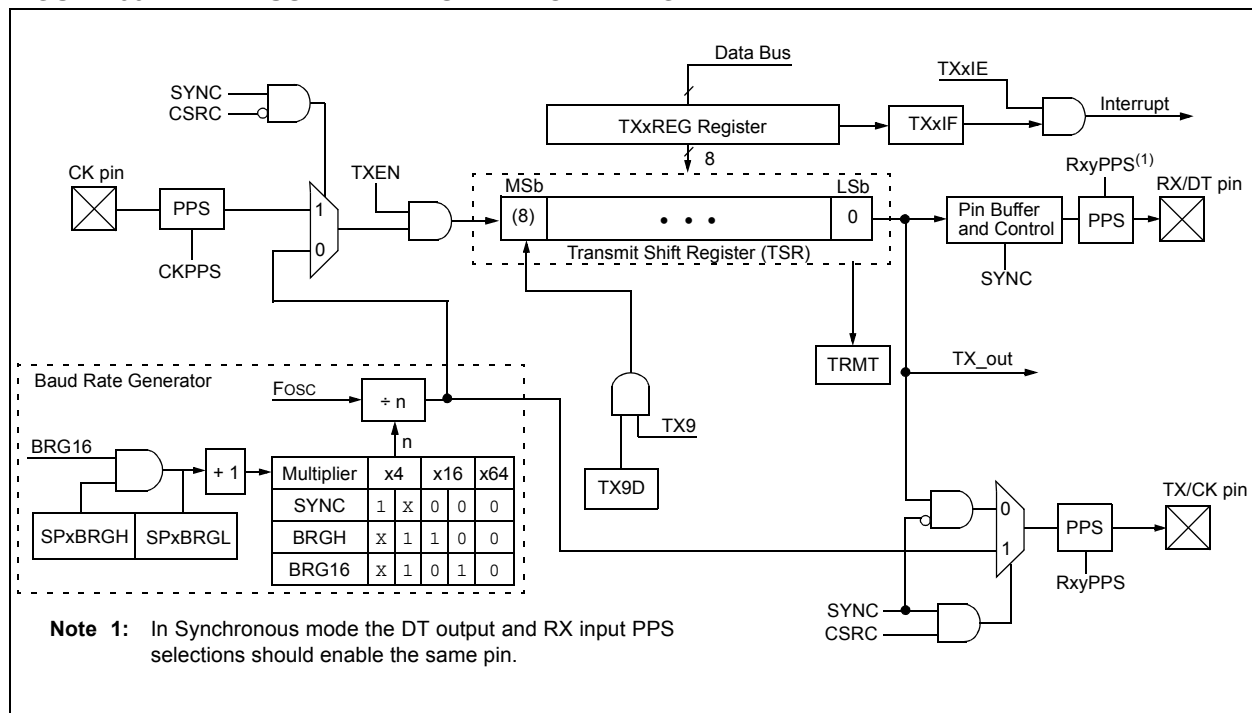 Data Bus
TXxIE
Interrupt
SYNC
CSRC
TXxREG Register
TXxIF
8
CK pin
TXEN
RxyPPS(1)
RX/DT pin
MSb
LSb
PPS
1
(8)
• • •
0
Pin Buffer
and Control
PPS
0
Transmit Shift Register (TSR)
CKPPS
SYNC
TRMT
TX_out
Baud Rate Generator
FOSC
÷ n
n
TX9
BRG16
+ 1
Multiplier x4 x16 x64
SYNC 1 X 0 0 0
BRGH X 1 1 0 0
BRG16 X 1 0 1 0
SPxBRGH SPxBRGL
TX9D
TX/CK pin
0
PPS
1
RxyPPS
SYNC
CSRC
Note 1: In Synchronous mode the DT output and RX input PPS
selections should enable the same pin.